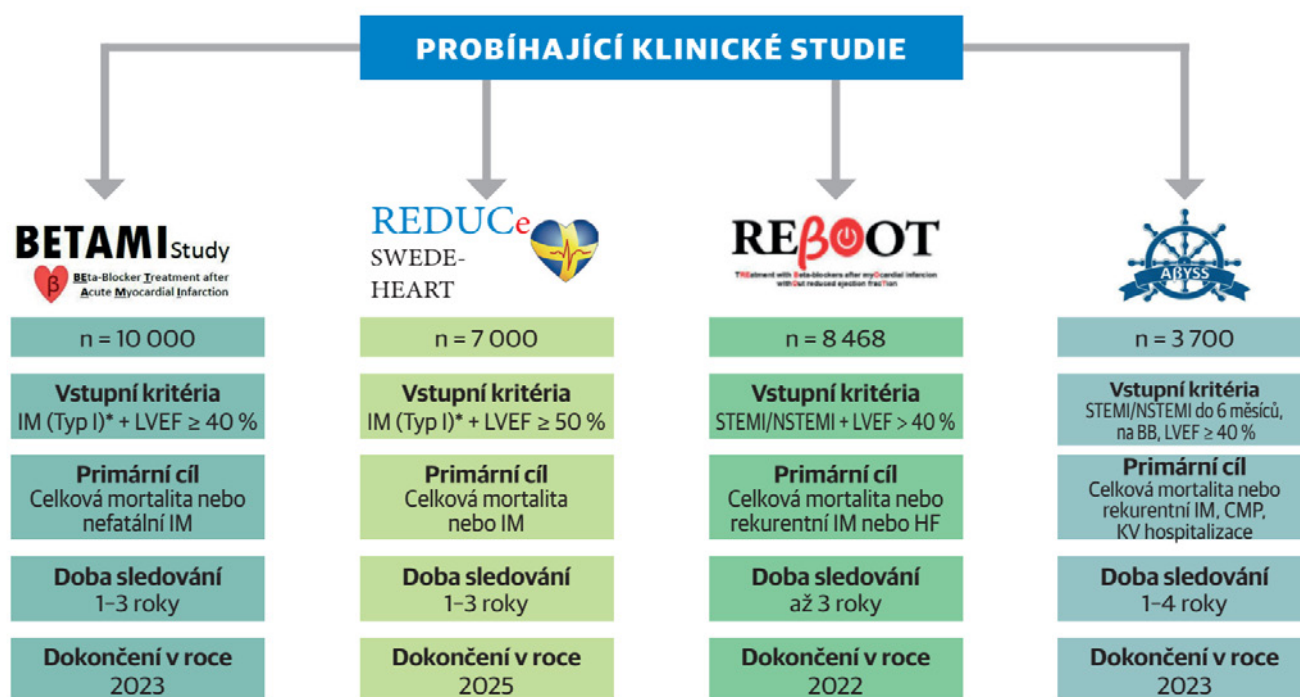 PROBÍHAJÍCÍ KLINICKÉ STUDIE
BETAMI Study
β
BEta-Blocker Treatment after
Acute Myocardial Infarction
n = 10 000
Vstupní kritéria
IM (Typ I)* + LVEF ≥ 40 %
Primární cíl
Celková mortalita nebo
nefatální IM
Doba sledování
1–3 roky
Dokončení v roce
2023
REDUCe
SWEDE-
HEART
n = 7 000
Vstupní kritéria
IM (Typ I)* + LVEF ≥ 50 %
Primární cíl
Celková mortalita
nebo IM
Doba sledování
1–3 roky
Dokončení v roce
2025
REβOOT
TREatment with Beta-blockers after myOcardial infarction
withOut reduced ejection fracTion
n = 8 468
Vstupní kritéria
STEMI/NSTEMI + LVEF > 40 %
Primární cíl
Celková mortalita nebo
rekurentní IM nebo HF
Doba sledování
až 3 roky
Dokončení v roce
2022
ABYSS
n = 3 700
Vstupní kritéria
STEMI/NSTEMI do 6 měsíců,
na BB, LVEF ≥ 40 %
Primární cíl
Celková mortalita nebo
rekurentní IM, CMP,
KV hospitalizace
Doba sledování
1–4 roky
Dokončení v roce
2023